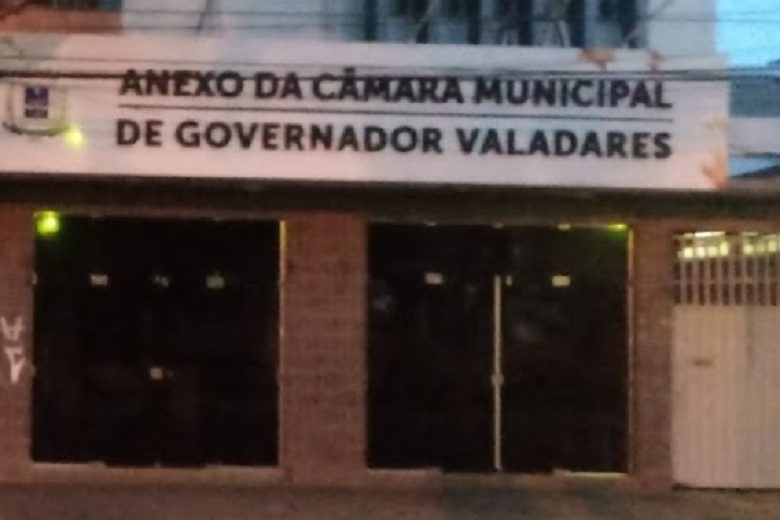 ANEXO DA CÂMARA MUNICIPAL
DE GOVERNADOR VALADARES